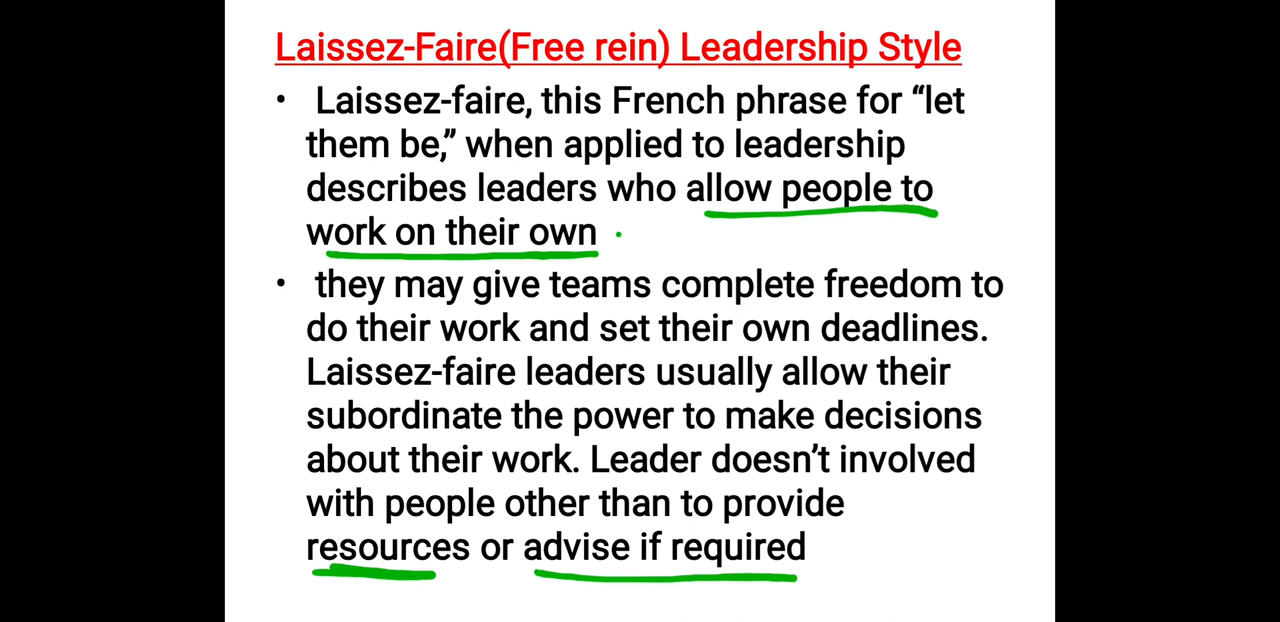 Laissez-Faire(Free rein) Leadership Style
• Laissez-faire, this French phrase for “let
them be,” when applied to leadership
describes leaders who allow people to
work on their own
• they may give teams complete freedom to
do their work and set their own deadlines.
Laissez-faire leaders usually allow their
subordinate the power to make decisions
about their work. Leader doesn’t involved
with people other than to provide
resources or advise if required